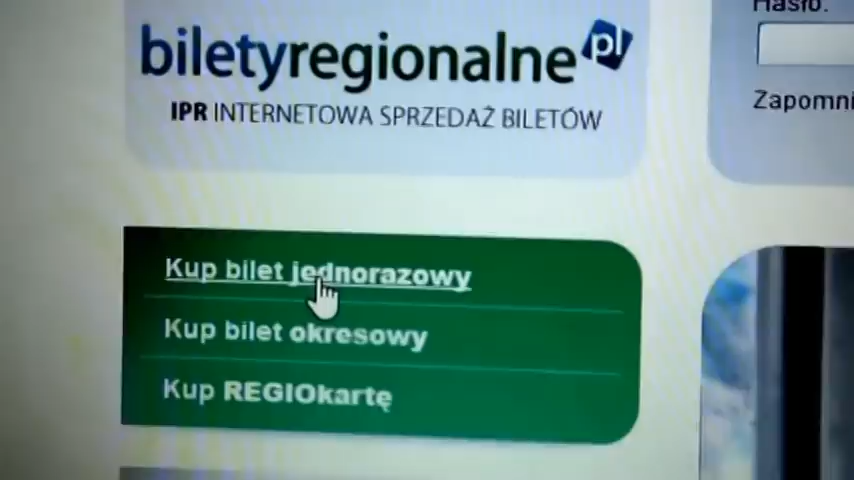 Hasło:
biletyregionalne.pl
Zapomni
IPR INTERNETOWA SPRZEDAŻ BILETÓW
Kup bilet jednorazowy
Kup bilet okresowy
Kup REGIOkartę